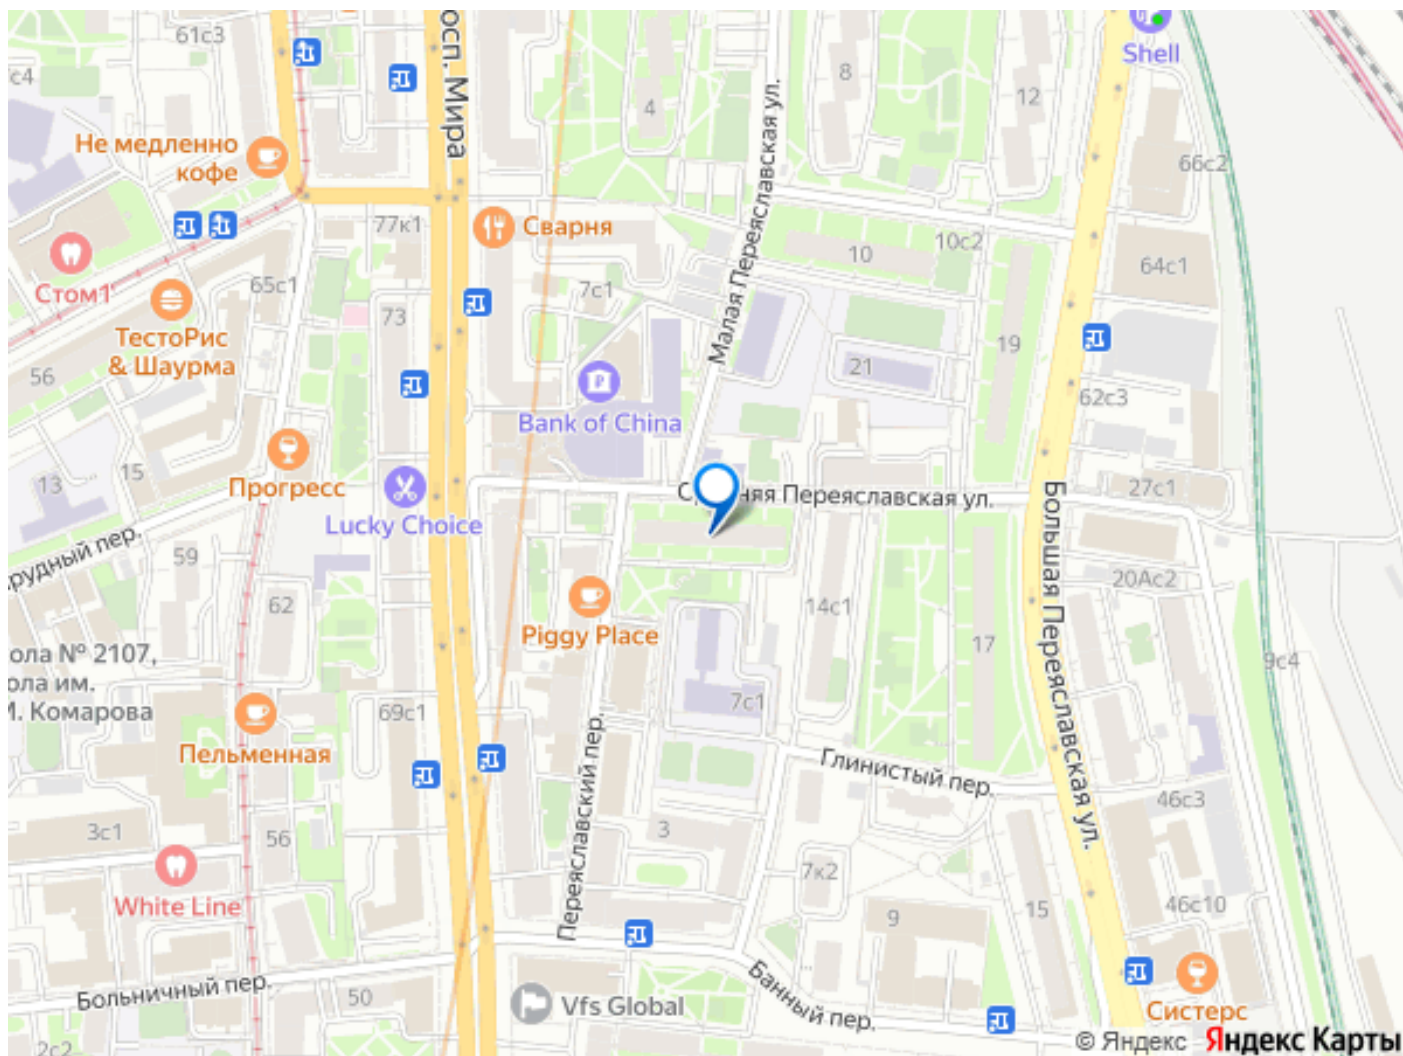 61с3
с4
осп. Мира
Shell
8
4
12
Не медленно
кофе
66с2
Малая Переяславская ул.
77к1
Сварня
10с2
10
64с1
Стом1
65с1
7с1
73
ТестоРис
& Шаурма
19
21
56
62с3
Bank of China
15
13
Прогресс
27с1
Средняя Переяславская ул.
Lucky Choice
Большая Переяславская ул.
рудный пер.
59
20Ас2
62
14с1
Piggy Place
17
ола № 2107,
ола им.
М. Комарова
9с4
7с1
69с1
Пельменная
Переяславский пер.
Глинистый пер.
46с3
3с1
56
3
7к2
White Line
9
15
46с10
Больничный пер.
50
Vfs Global
Банный пер.
Систерс
2с2
© Яндекс Яндекс Карты